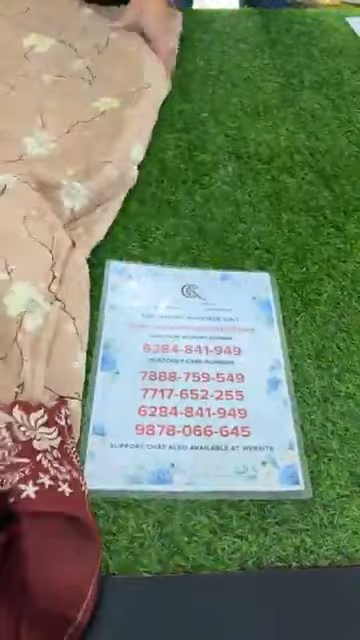 6284-841-949
CUSTOMER CARE NUMBER
7888-759-549
7717-652-255
6284-841-949
9878-066-645
SUPPORT CHAT ALSO AVAILABLE AT WEBSITE